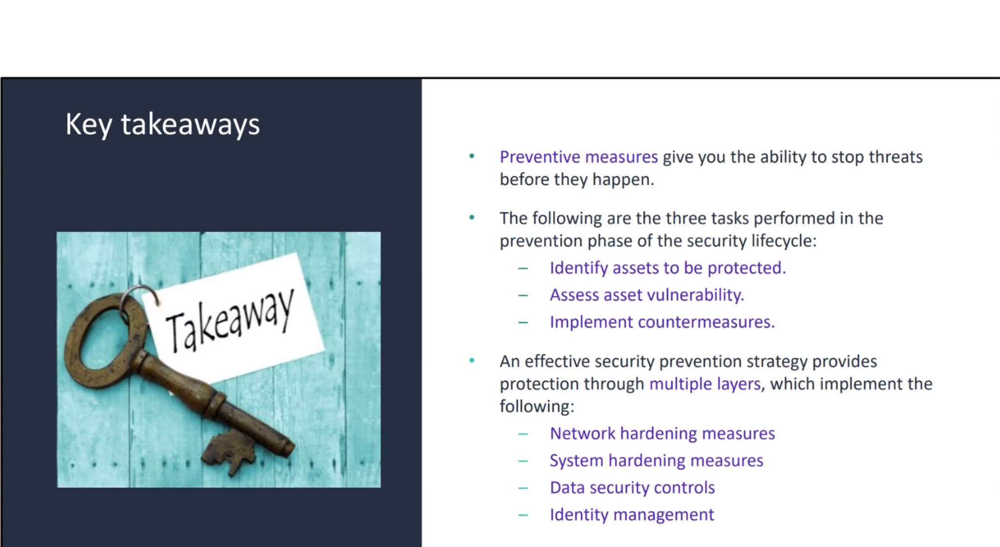 Key takeaways
Takeaway
• Preventive measures give you the ability to stop threats
before they happen.
• The following are the three tasks performed in the
prevention phase of the security lifecycle:
– Identify assets to be protected.
– Assess asset vulnerability.
– Implement countermeasures.
• An effective security prevention strategy provides
protection through multiple layers, which implement the
following:
– Network hardening measures
– System hardening measures
– Data security controls
– Identity management